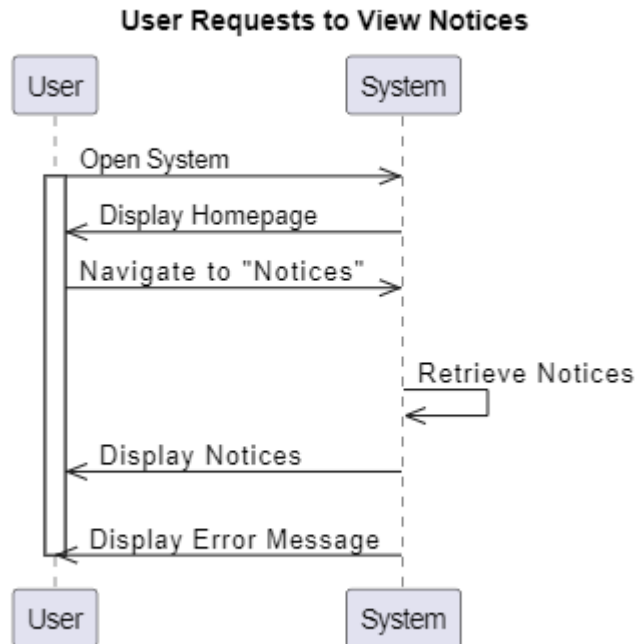 User Requests to View Notices
User
System
Open System
Display Homepage
Navigate to "Notices"
Retrieve Notices
Display Notices
Display Error Message
User
System